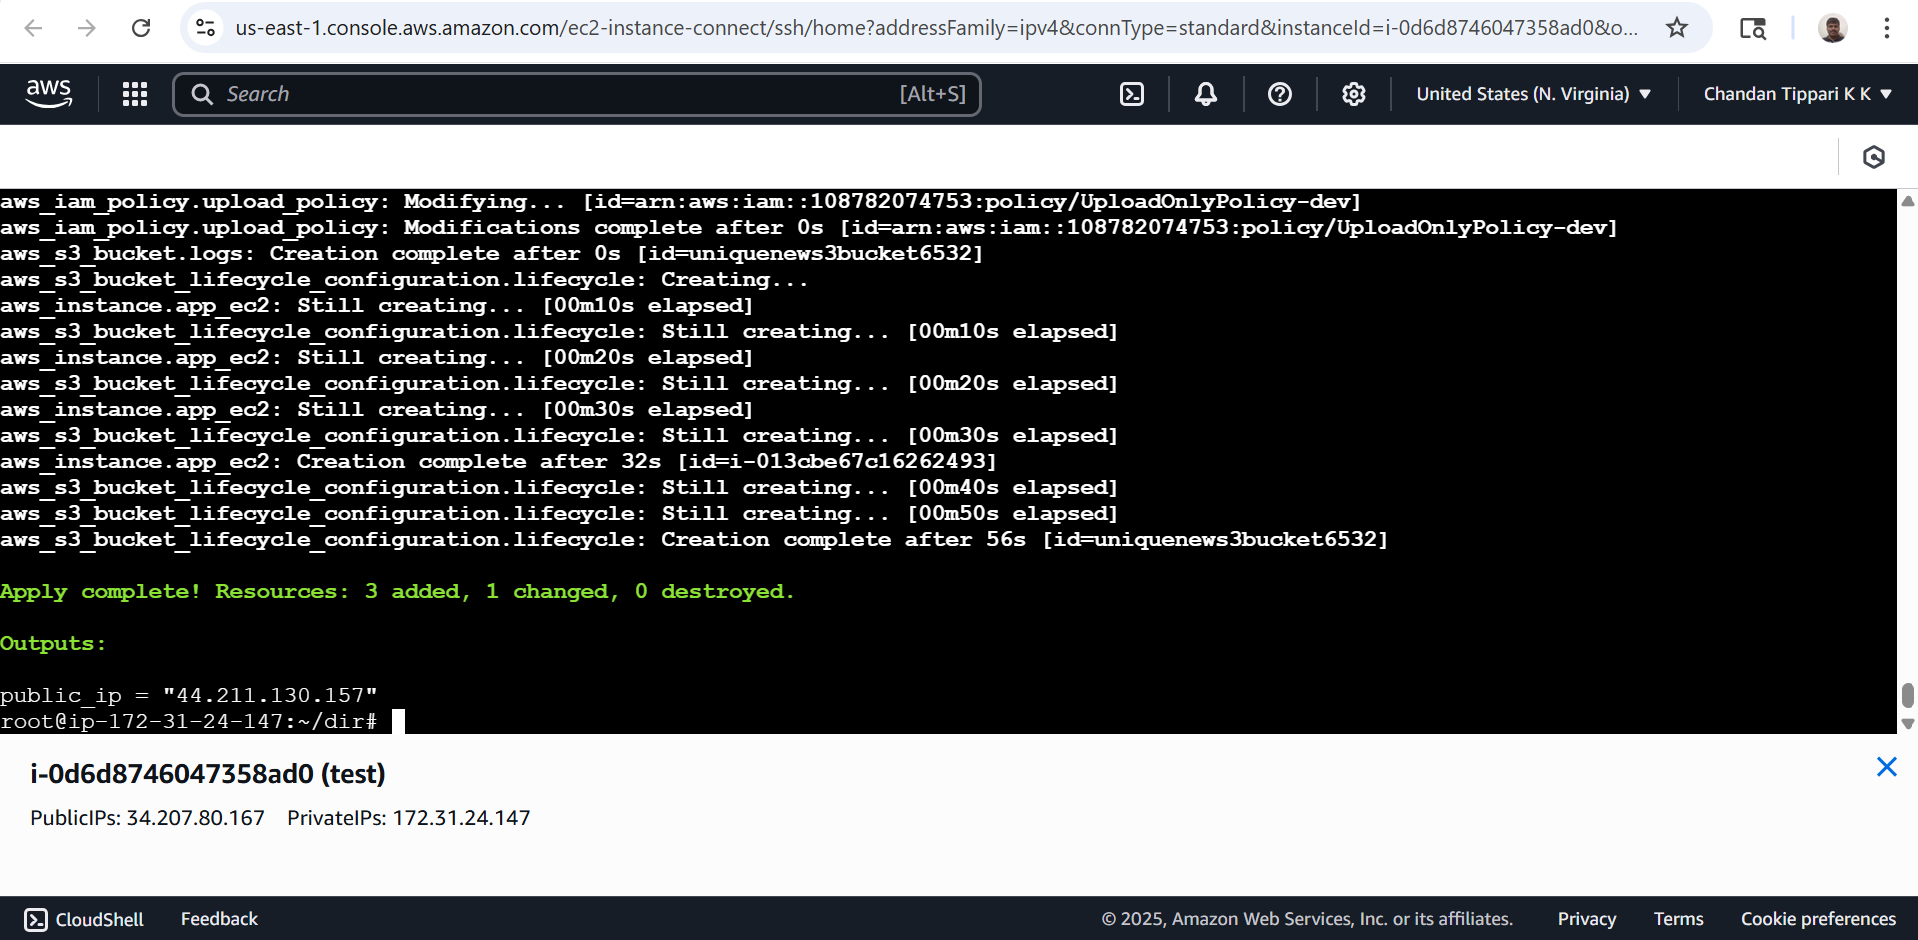 us-east-1.console.aws.amazon.com/ec2-instance-connect/ssh/home?addressFamily=ipv4&connType=standard&instanceId=i-0d6d8746047358ad0&o...
aws Search [Alt+S] United States (N. Virginia) Chandan Tippari K K
aws_iam_policy.upload_policy: Modifying... [id=arn:aws:iam::108782074753:policy/UploadOnlyPolicy-dev]
aws_iam_policy.upload_policy: Modifications complete after 0s [id=arn:aws:iam::108782074753:policy/UploadOnlyPolicy-dev]
aws_s3_bucket.logs: Creation complete after 0s [id=uniquenews3bucket6532]
aws_s3_bucket_lifecycle_configuration.lifecycle: Creating...
aws_instance.app_ec2: Still creating... [00m10s elapsed]
aws_s3_bucket_lifecycle_configuration.lifecycle: Still creating... [00m10s elapsed]
aws_instance.app_ec2: Still creating... [00m20s elapsed]
aws_s3_bucket_lifecycle_configuration.lifecycle: Still creating... [00m20s elapsed]
aws_instance.app_ec2: Still creating... [00m30s elapsed]
aws_s3_bucket_lifecycle_configuration.lifecycle: Still creating... [00m30s elapsed]
aws_instance.app_ec2: Creation complete after 32s [id=i-013cbe67c16262493]
aws_s3_bucket_lifecycle_configuration.lifecycle: Still creating... [00m40s elapsed]
aws_s3_bucket_lifecycle_configuration.lifecycle: Still creating... [00m50s elapsed]
aws_s3_bucket_lifecycle_configuration.lifecycle: Creation complete after 56s [id=uniquenews3bucket6532]
Apply complete! Resources: 3 added, 1 changed, 0 destroyed.
Outputs:
public_ip = "44.211.130.157"
root@ip-172-31-24-147:~/dir#
i-0d6d8746047358ad0 (test)
PublicIPs: 34.207.80.167 PrivateIPs: 172.31.24.147
CloudShell Feedback © 2025, Amazon Web Services, Inc. or its affiliates. Privacy Terms Cookie preferences